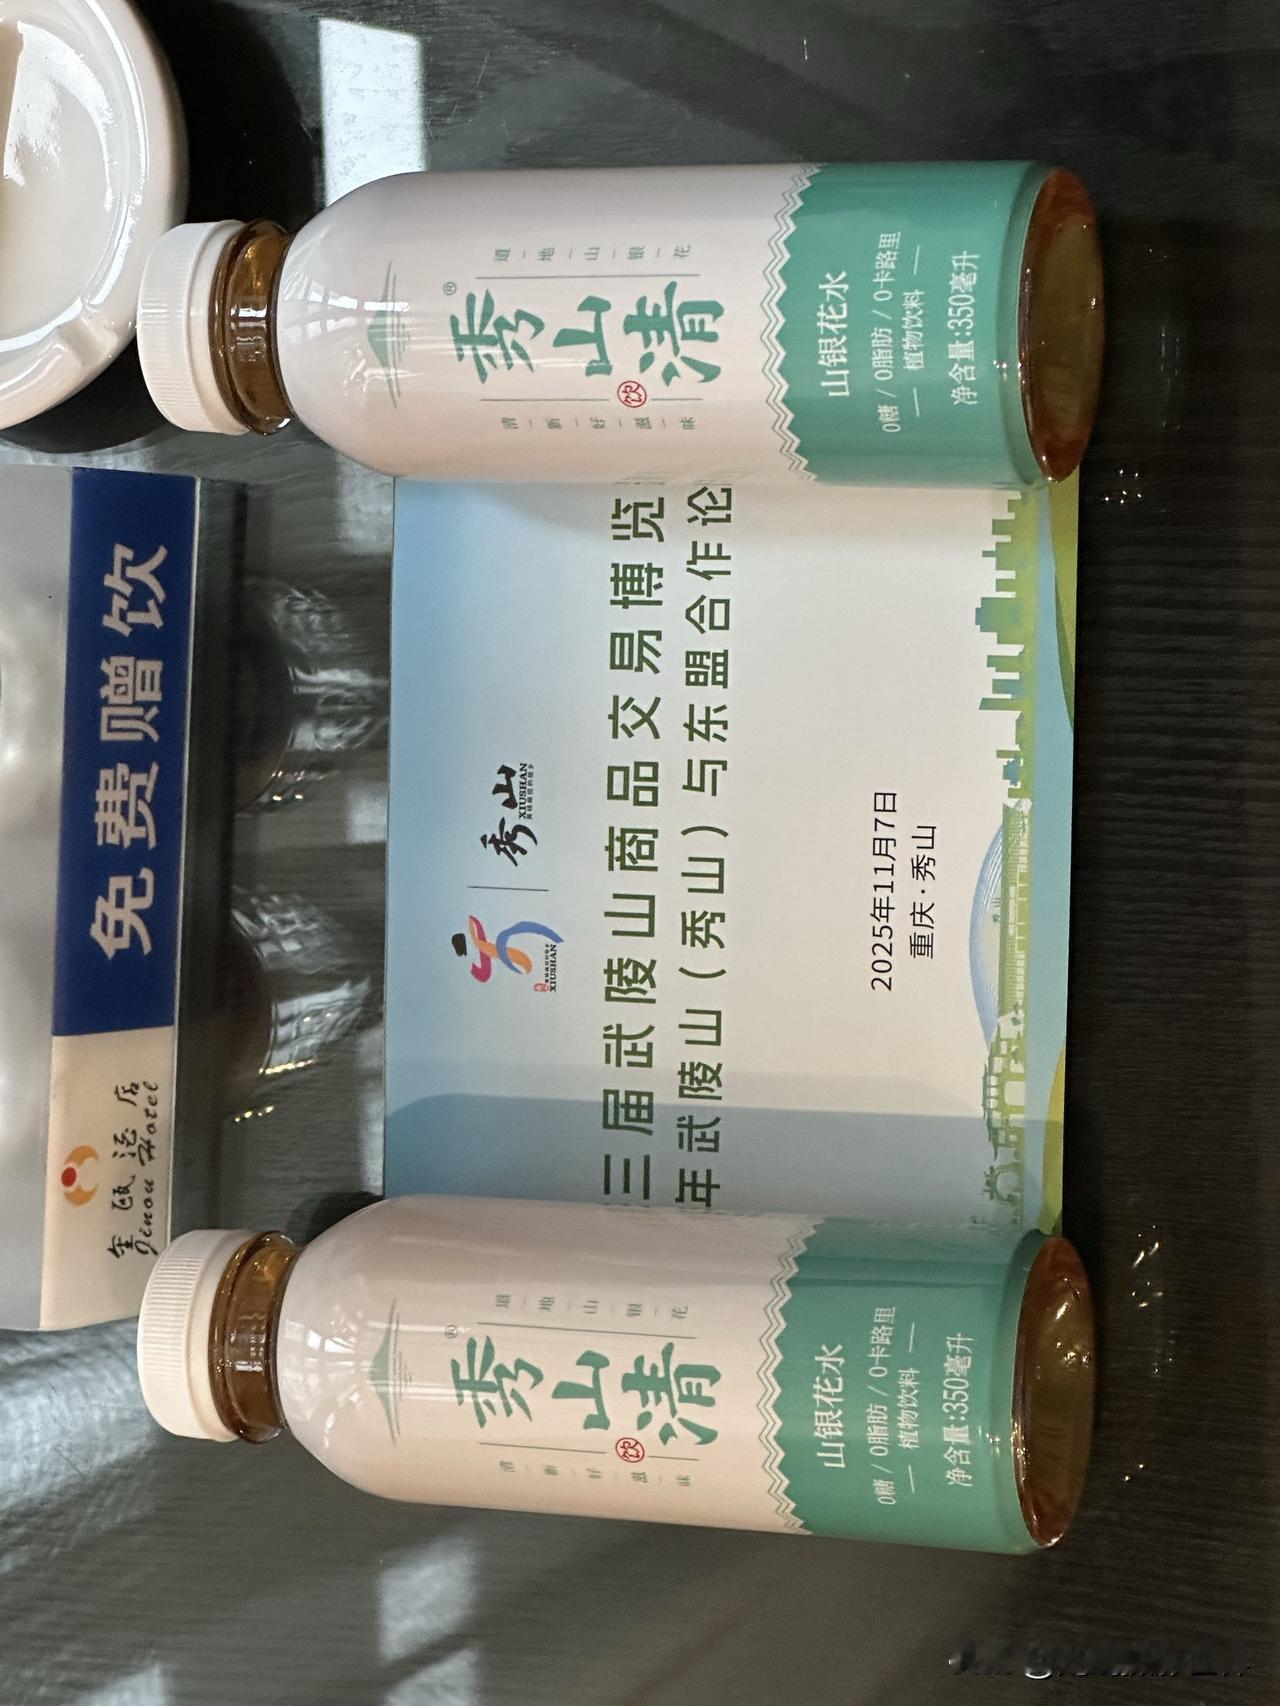 免费赠饮
金瓯酒店
Jinou Hotel
秀山
XIUSHAN
XIUSHAN
三届武陵山商品交易博览
年武陵山（秀山）与东盟合作论
2025年11月7日
重庆·秀山
道地山银花
秀山清®
饮
清新好滋味
山银花水
0糖 / 0脂肪 / 0卡路里
植物饮料
净含量:350毫升
道地山银花
秀山清®
饮
清新好滋味
山银花水
0糖 / 0脂肪 / 0卡路里
植物饮料
净含量:350毫升